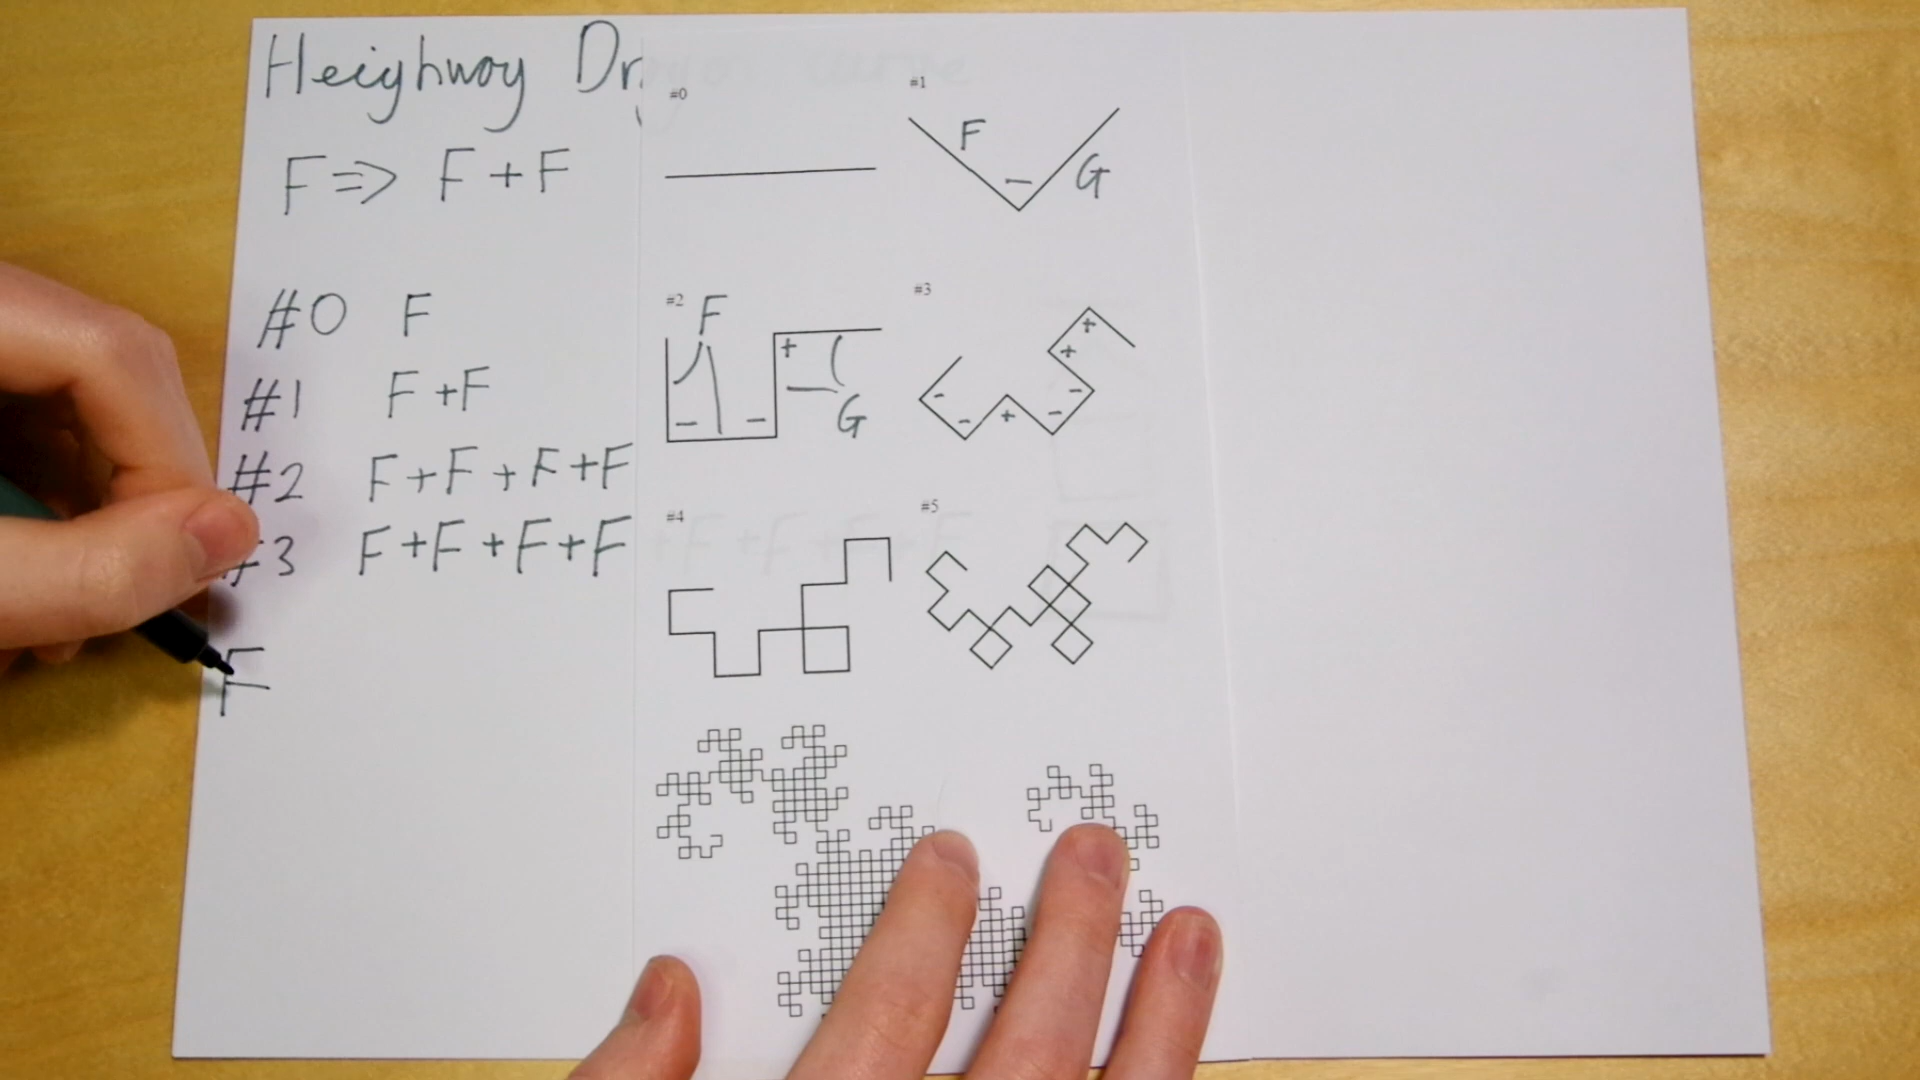 Heighway Dr
F => F + F
#0 F
#1 F + F
#2 F + F + F + F
#3 F + F + F + F
F
#0
#1
F
-
G
#2
F
+
- -
G
#3
+
+
- -
- + -
#4
#5